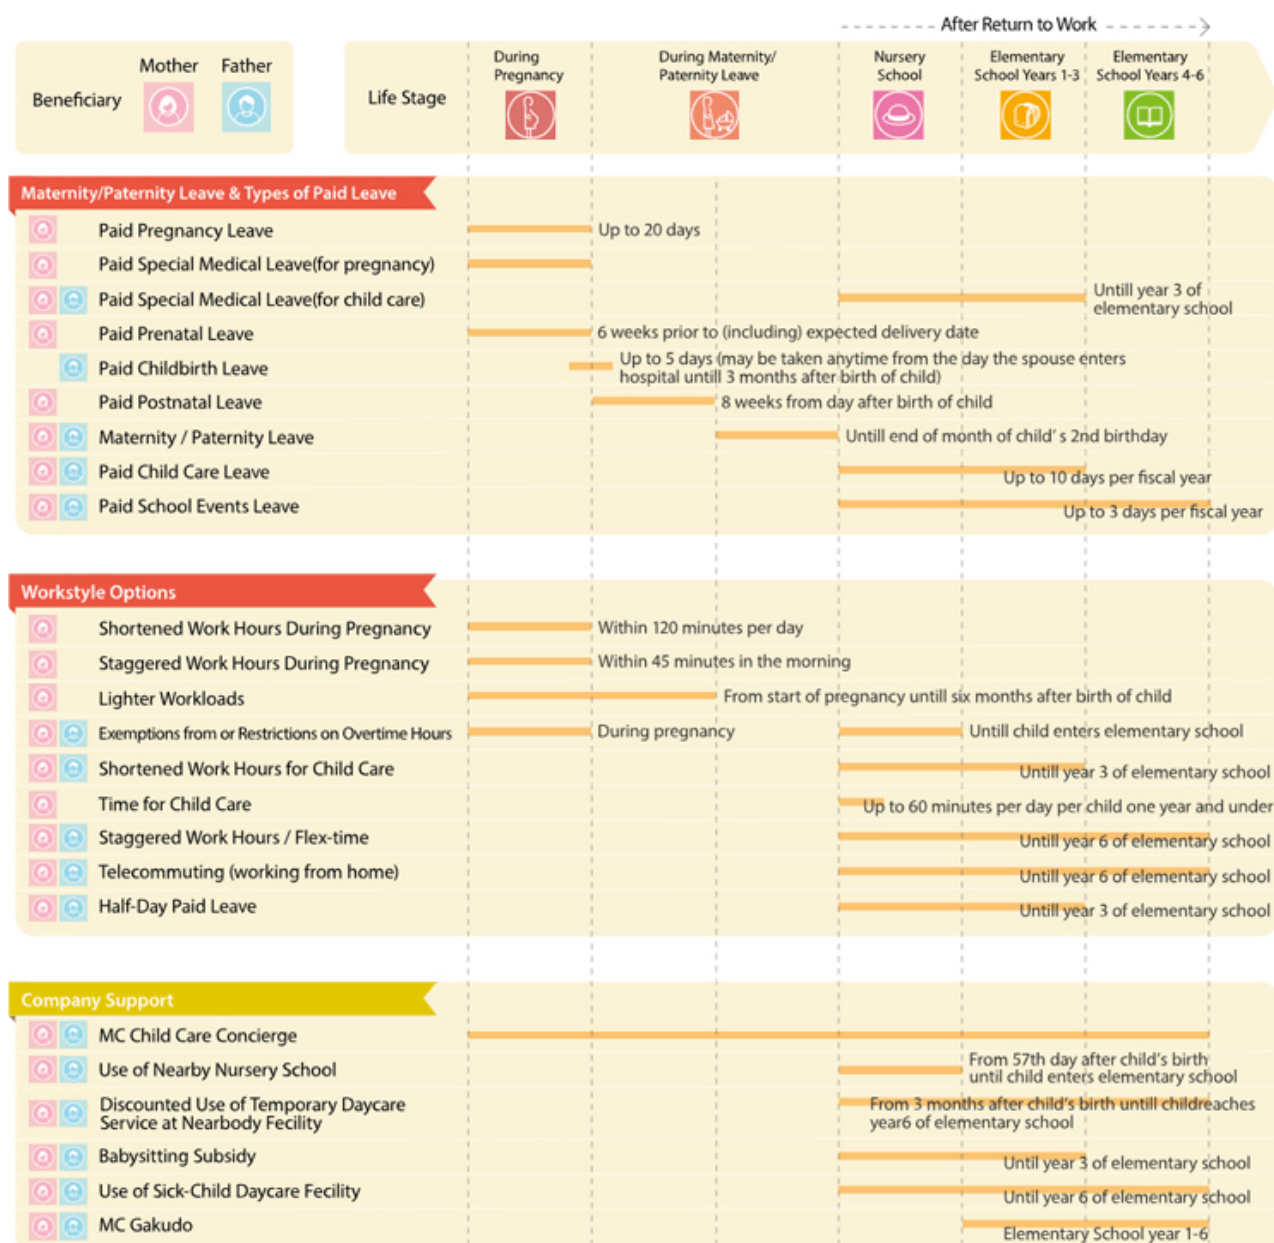 After Return to Work
Beneficiary
Mother
Father
Life Stage
During
Pregnancy
During Maternity/
Paternity Leave
Nursery
School
Elementary
School Years 1-3
Elementary
School Years 4-6
Maternity/Paternity Leave & Types of Paid Leave
Paid Pregnancy Leave
Up to 20 days
Paid Special Medical Leave(for pregnancy)
Paid Special Medical Leave(for child care)
Untill year 3 of
elementary school
Paid Prenatal Leave
6 weeks prior to (including) expected delivery date
Paid Childbirth Leave
Up to 5 days (may be taken anytime from the day the spouse enters
hospital untill 3 months after birth of child)
Paid Postnatal Leave
8 weeks from day after birth of child
Maternity / Paternity Leave
Untill end of month of child's 2nd birthday
Paid Child Care Leave
Up to 10 days per fiscal year
Paid School Events Leave
Up to 3 days per fiscal year
Workstyle Options
Shortened Work Hours During Pregnancy
Within 120 minutes per day
Staggered Work Hours During Pregnancy
Within 45 minutes in the morning
Lighter Workloads
From start of pregnancy untill six months after birth of child
Exemptions from or Restrictions on Overtime Hours
During pregnancy
Untill child enters elementary school
Shortened Work Hours for Child Care
Untill year 3 of elementary school
Time for Child Care
Up to 60 minutes per day per child one year and under
Staggered Work Hours / Flex-time
Untill year 6 of elementary school
Telecommuting (working from home)
Untill year 6 of elementary school
Half-Day Paid Leave
Untill year 3 of elementary school
Company Support
MC Child Care Concierge
Use of Nearby Nursery School
From 57th day after child's birth
until child enters elementary school
Discounted Use of Temporary Daycare
Service at Nearbody Fecility
From 3 months after child's birth untill childreaches
year6 of elementary school
Babysitting Subsidy
Until year 3 of elementary school
Use of Sick-Child Daycare Fecility
Until year 6 of elementary school
MC Gakudo
Elementary School year 1-6